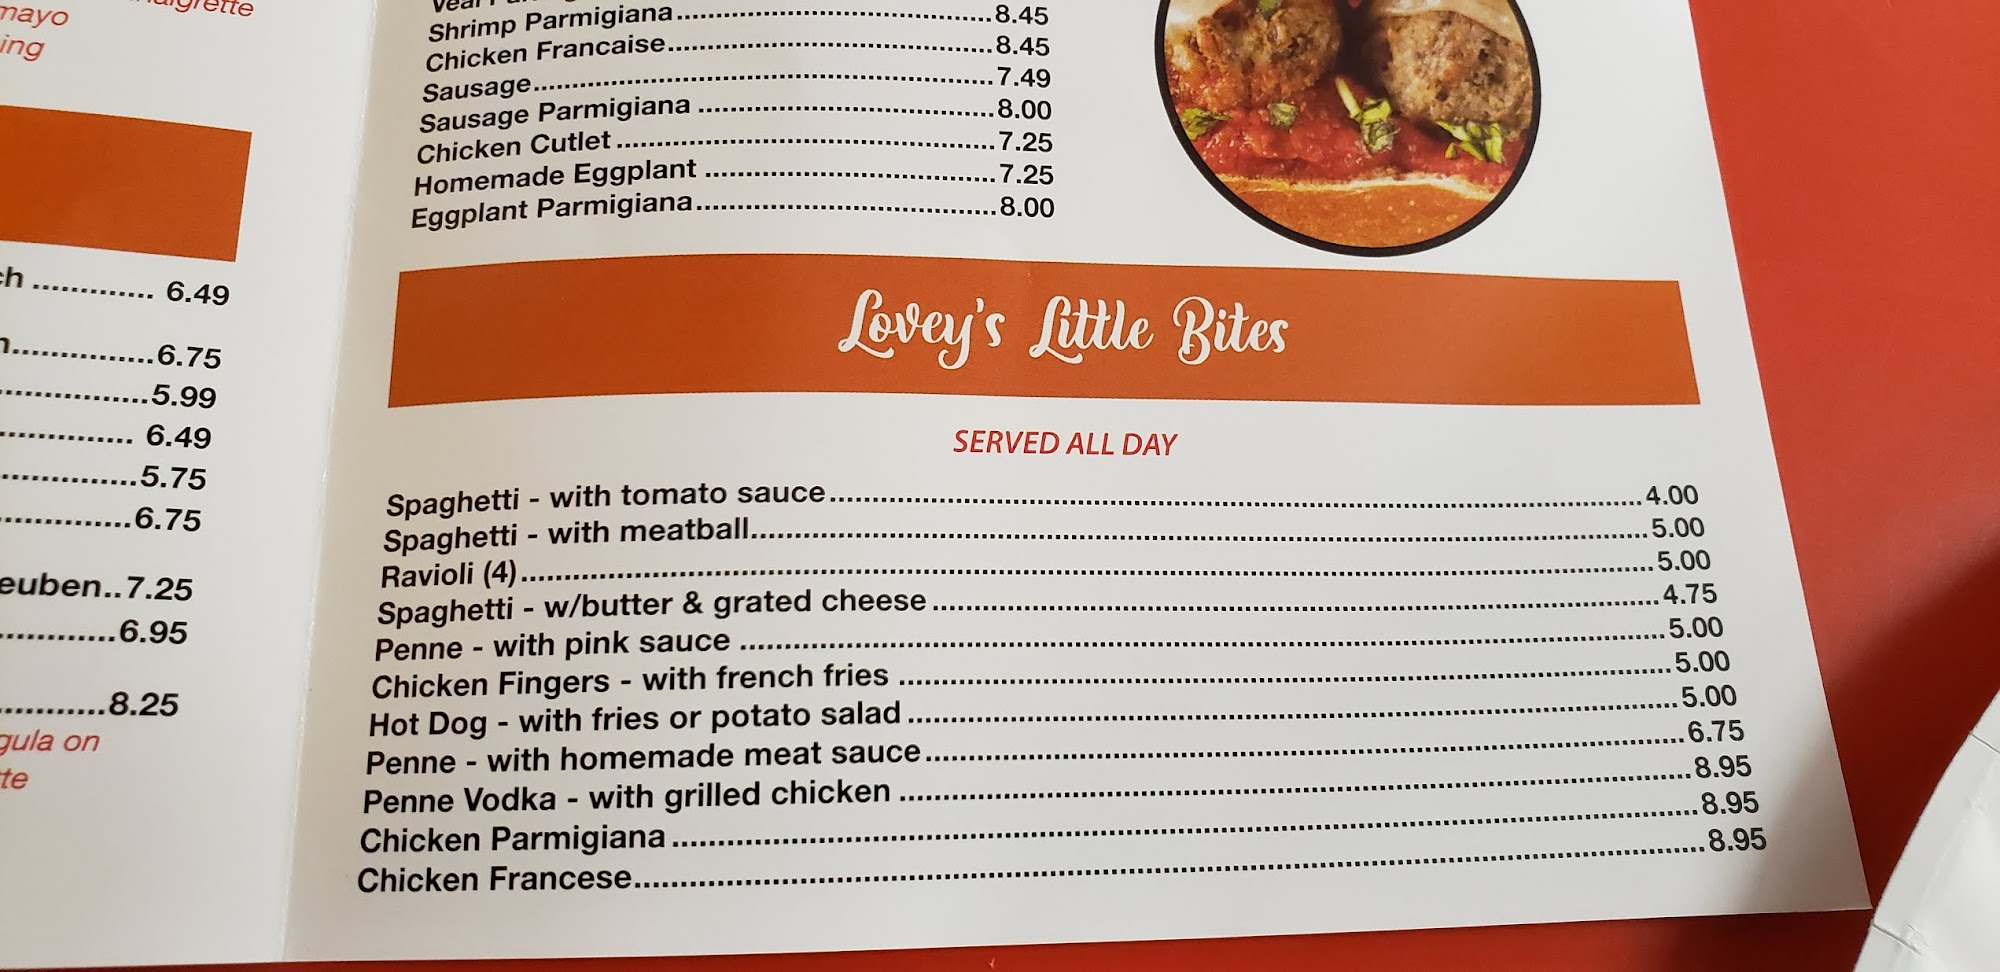 naigrette
mayo
ing
ch ............. 6.49
n...............6.75
................5.99
............... 6.49
...............5.75
...............6.75
euben..7.25
.............6.95
............8.25
gula on
te
Shrimp Parmigiana.......................................8.45
Chicken Francaise........................................8.45
Sausage.........................................................7.49
Sausage Parmigiana ....................................8.00
Chicken Cutlet ..............................................7.25
Homemade Eggplant ...................................7.25
Eggplant Parmigiana.....................................8.00
Lovey's Little Bites
SERVED ALL DAY
Spaghetti - with tomato sauce..........................................4.00
Spaghetti - with meatball..........................................5.00
Ravioli (4)..........................................5.00
Spaghetti - w/butter & grated cheese ..........................................4.75
Penne - with pink sauce ..........................................5.00
Chicken Fingers - with french fries ..........................................5.00
Hot Dog - with fries or potato salad ..........................................5.00
Penne - with homemade meat sauce..........................................6.75
Penne Vodka - with grilled chicken ..........................................8.95
Chicken Parmigiana ..........................................8.95
Chicken Francese..........................................8.95